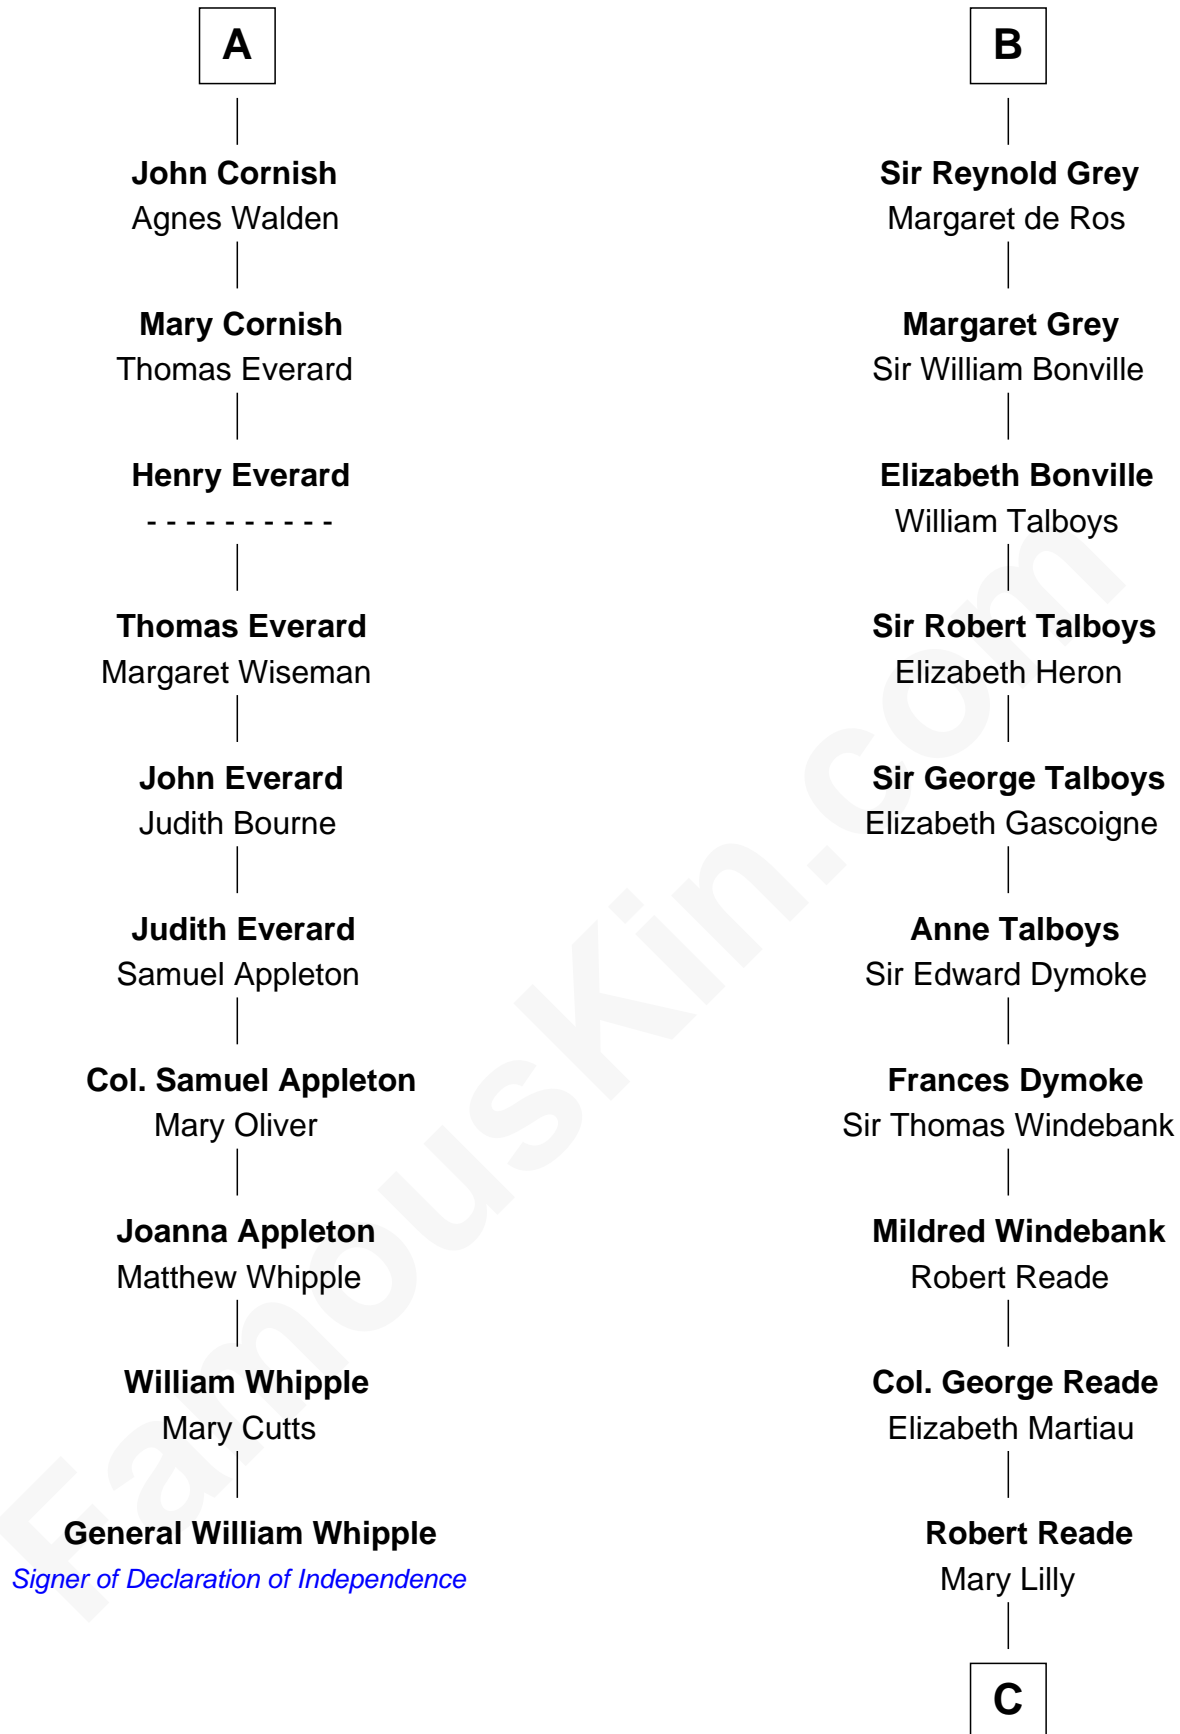 A
John Cornish
Agnes Walden
Mary Cornish
Thomas Everard
Henry Everard
- - - - - - - - - -
Thomas Everard
Margaret Wiseman
John Everard
Judith Bourne
Judith Everard
Samuel Appleton
Col. Samuel Appleton
Mary Oliver
Joanna Appleton
Matthew Whipple
William Whipple
Mary Cutts
General William Whipple
Signer of Declaration of Independence
B
Sir Reynold Grey
Margaret de Ros
Margaret Grey
Sir William Bonville
Elizabeth Bonville
William Talboys
Sir Robert Talboys
Elizabeth Heron
Sir George Talboys
Elizabeth Gascoigne
Anne Talboys
Sir Edward Dymoke
Frances Dymoke
Sir Thomas Windebank
Mildred Windebank
Robert Reade
Col. George Reade
Elizabeth Martiau
Robert Reade
Mary Lilly
C
FamousKin.com